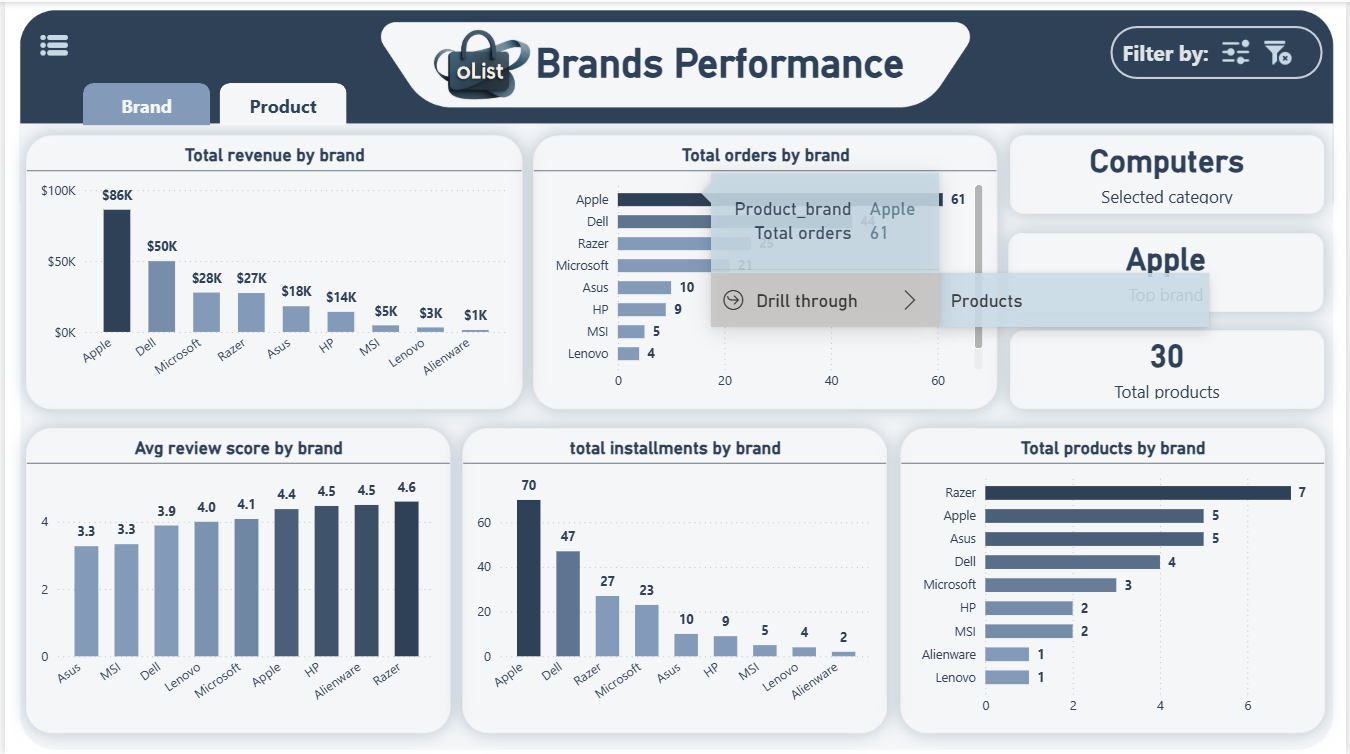 oList
Brands Performance
Filter by:
Brand
Product
Total revenue by brand
$100K
$50K
$0K
$86K
$50K
$28K
$27K
$18K
$14K
$5K
$3K
$1K
Apple
Dell
Microsoft
Razer
Asus
HP
MSI
Lenovo
Alienware
Total orders by brand
Apple
61
Dell
44
Razer
25
Microsoft
21
Asus
10
HP
9
MSI
5
Lenovo
4
0
20
40
60
Product_brand Apple
Total orders 61
Drill through
Products
Computers
Selected category
Apple
Top brand
30
Total products
Avg review score by brand
4
2
0
3.3
3.3
3.9
4.0
4.1
4.4
4.5
4.5
4.6
Asus
MSI
Dell
Lenovo
Microsoft
Apple
HP
Alienware
Razer
total installments by brand
60
40
20
0
70
47
27
23
10
9
5
4
2
Apple
Dell
Razer
Microsoft
Asus
HP
MSI
Lenovo
Alienware
Total products by brand
Razer
7
Apple
5
Asus
5
Dell
4
Microsoft
3
HP
2
MSI
2
Alienware
1
Lenovo
1
0
2
4
6